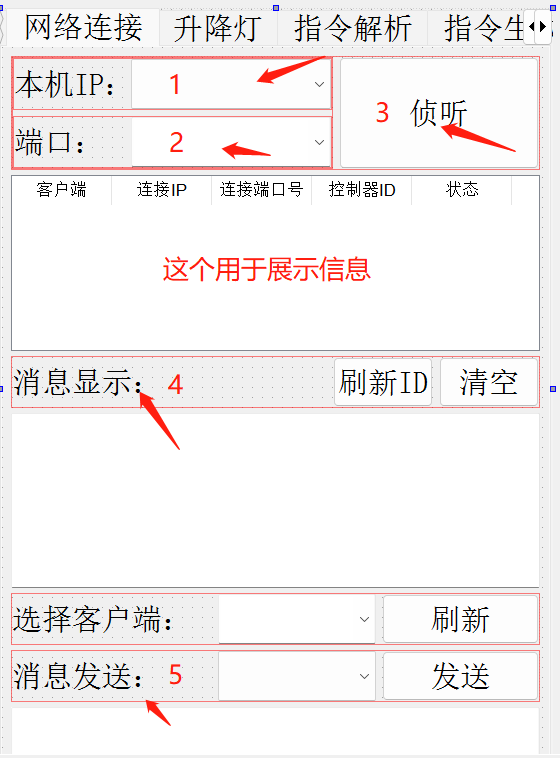 网络连接 升降灯 指令解析 指令生
本机IP： 1
端口： 2
3 侦听
客户端 连接IP 连接端口号 控制器ID 状态
这个用于展示信息
消息显示： 4 刷新ID 清空
选择客户端： 刷新
消息发送： 5 发送